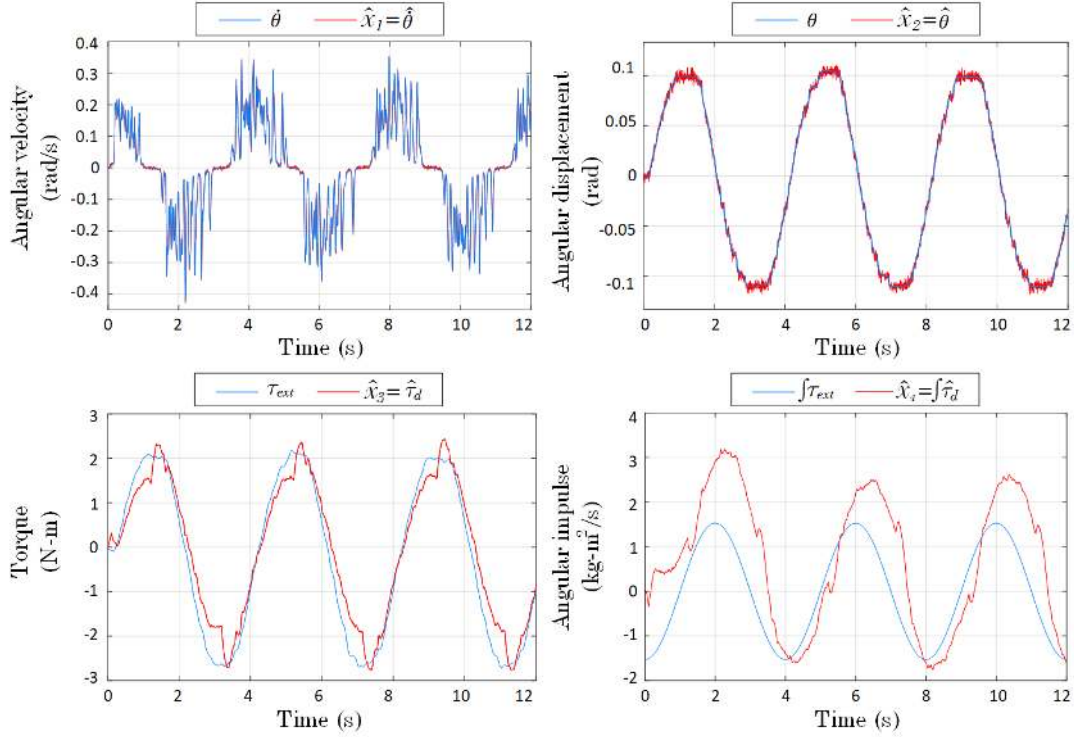 θ̇ x̂₁=θ̇̂
0.4
0.3
0.2
0.1
0
-0.1
-0.2
-0.3
-0.4
Angular velocity
(rad/s)
0 2 4 6 8 10 12
Time (s)
θ x̂₂=θ̂
0.1
0.05
0
-0.05
-0.1
Angular displacement
(rad)
0 2 4 6 8 10 12
Time (s)
τext x̂₃=τ̂d
3
2
1
0
-1
-2
-3
Torque
(N-m)
0 2 4 6 8 10 12
Time (s)
∫τext x̂₄=∫τ̂d
4
3
2
1
0
-1
-2
Angular impulse
(kg-m²/s)
0 2 4 6 8 10 12
Time (s)